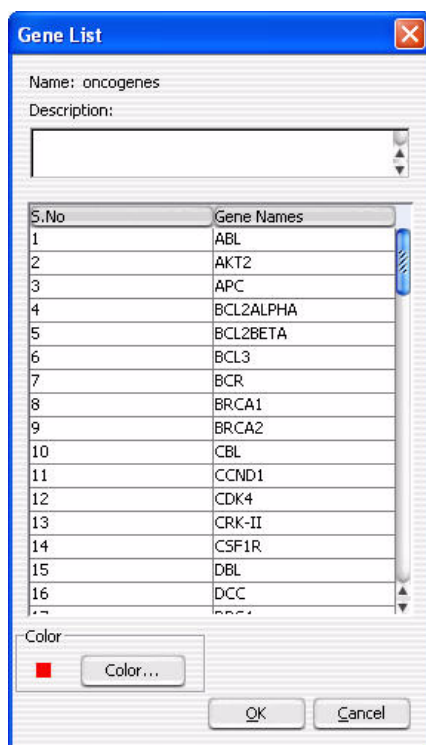 Gene List
Name: oncogenes
Description:
S.No Gene Names
1 ABL
2 AKT2
3 APC
4 BCL2ALPHA
5 BCL2BETA
6 BCL3
7 BCR
8 BRCA1
9 BRCA2
10 CBL
11 CCND1
12 CDK4
13 CRK-II
14 CSF1R
15 DBL
16 DCC
Color
Color...
OK Cancel